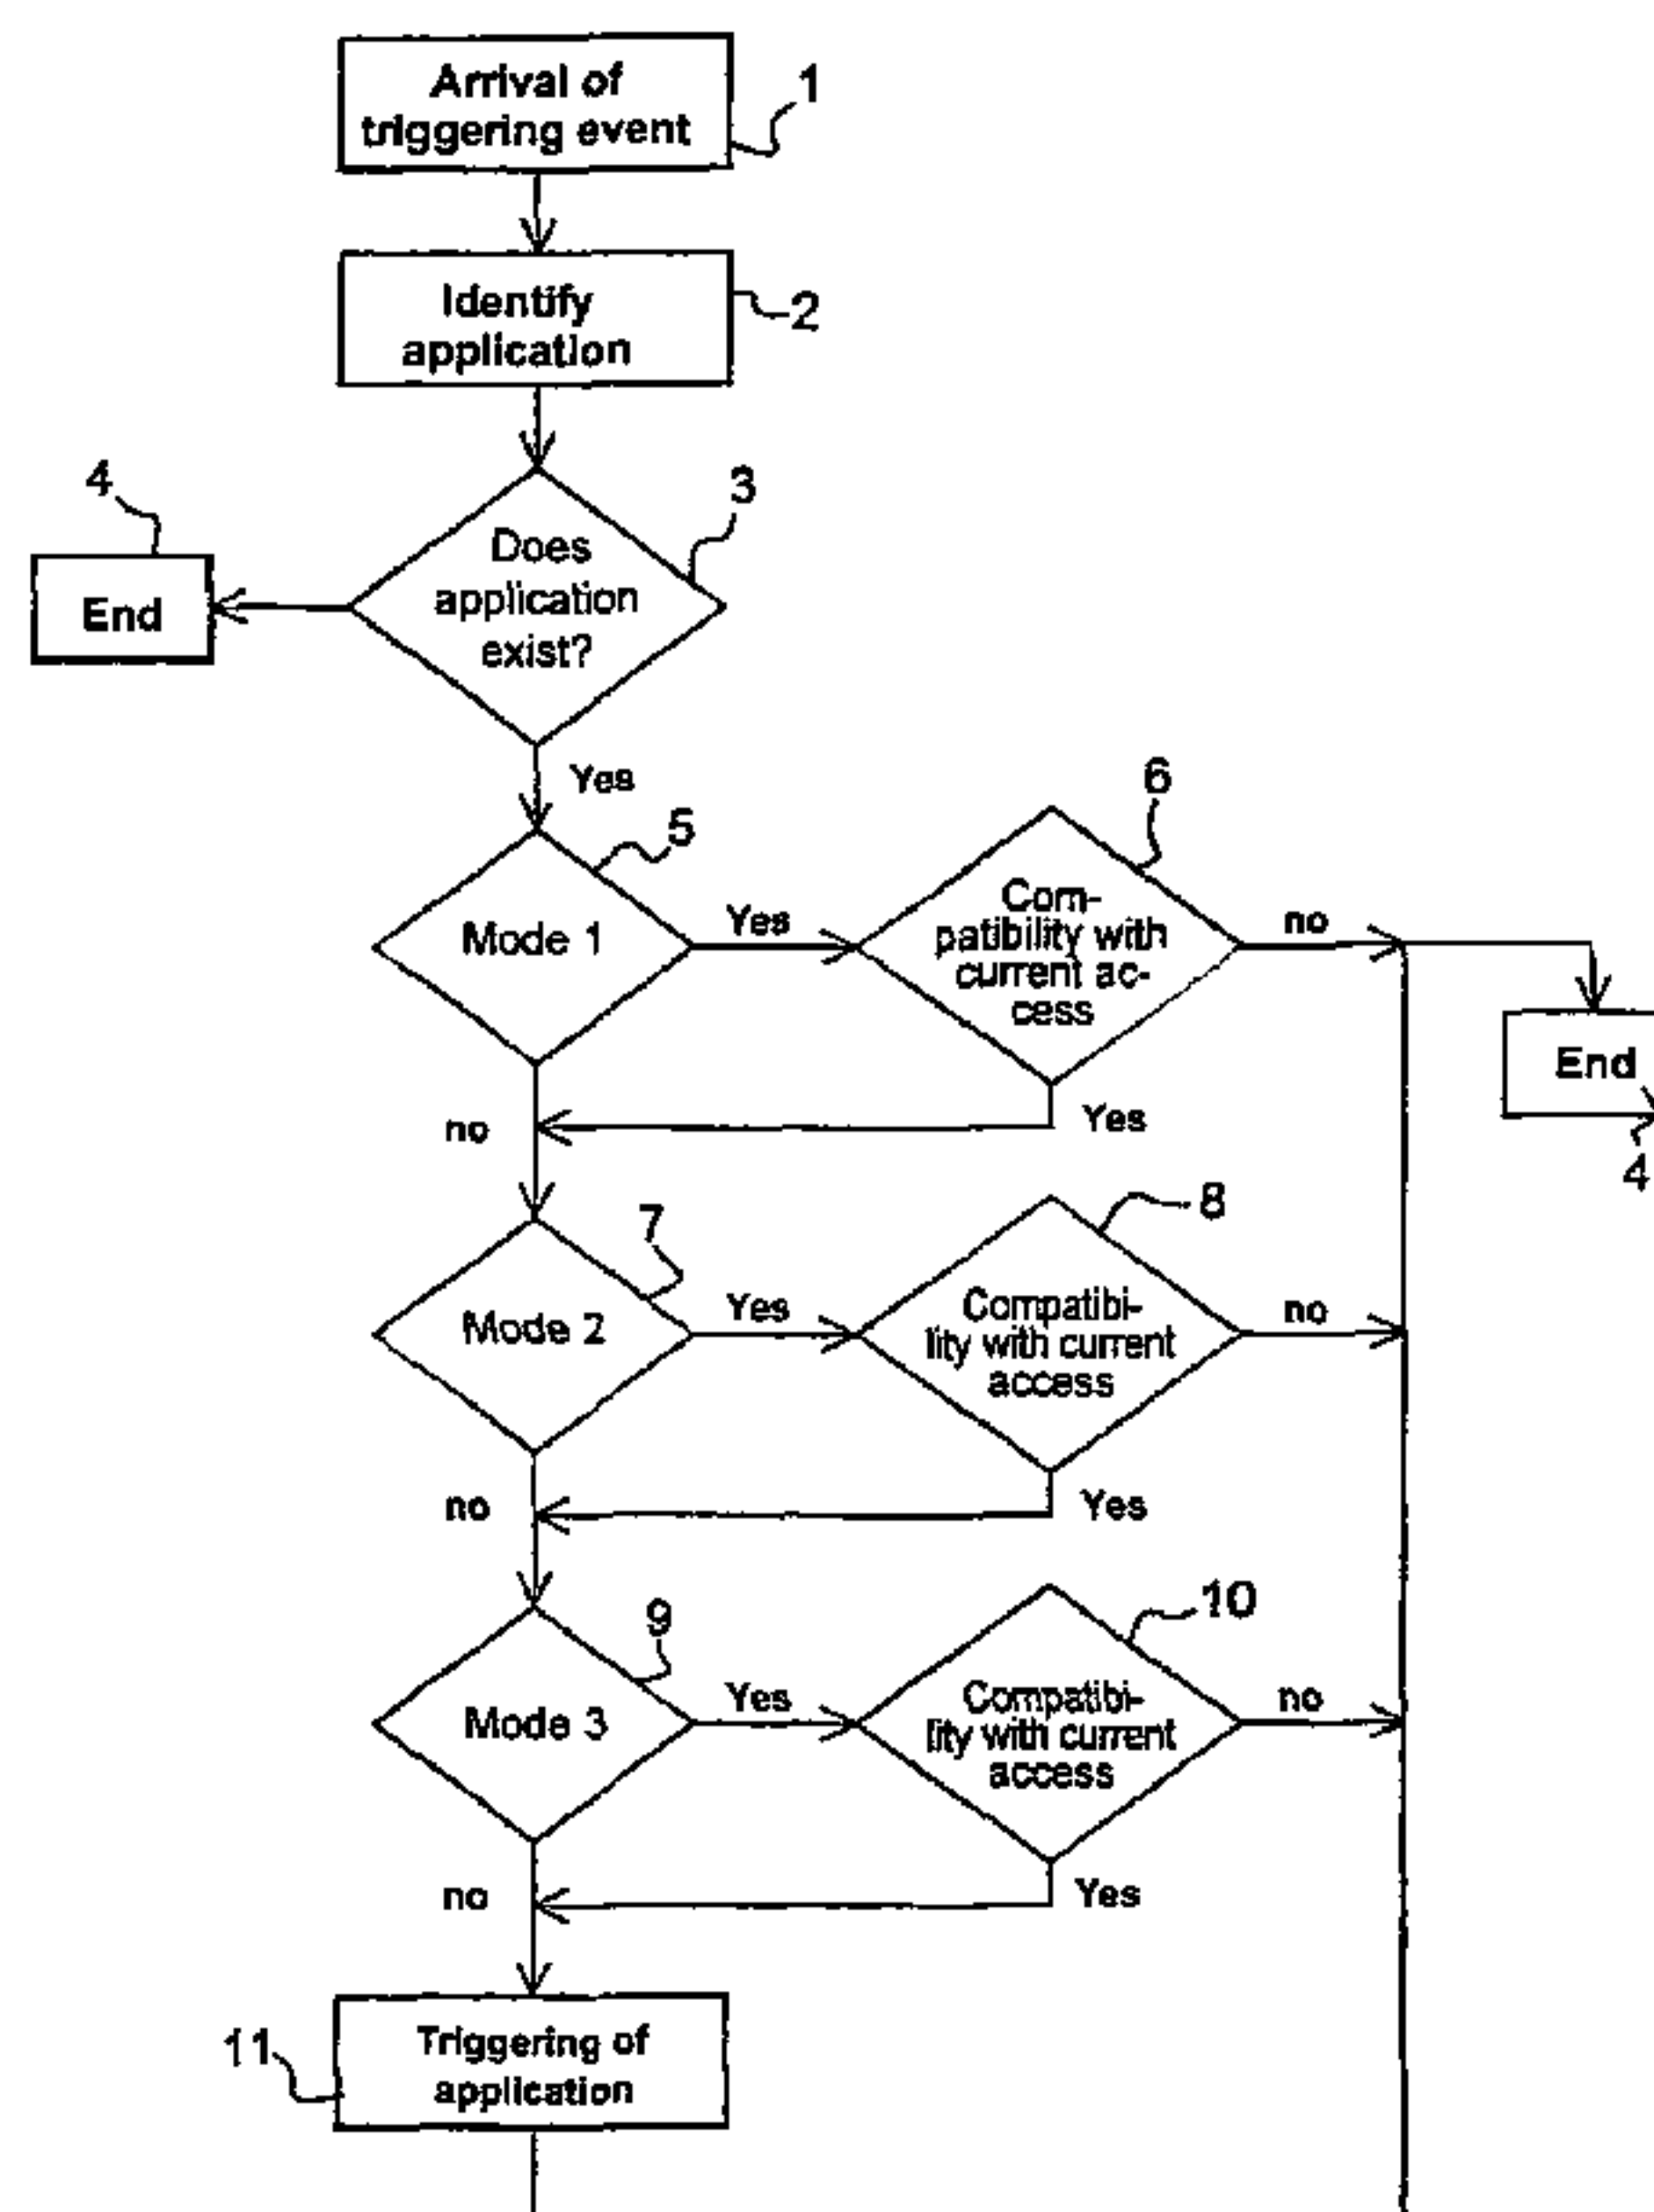 Arrival of
triggering event
1
Identify
application
2
4
3
Does
application
exist?
End
Yes
5
6
Mode 1
Yes
Com-
patibility with
current ac-
cess
no
End
no
Yes
4
7
8
Mode 2
Yes
Compatibi-
lity with current
access
no
no
Yes
9
10
Mode 3
Yes
Compatibi-
lity with current
access
no
no
Yes
11
Triggering of
application